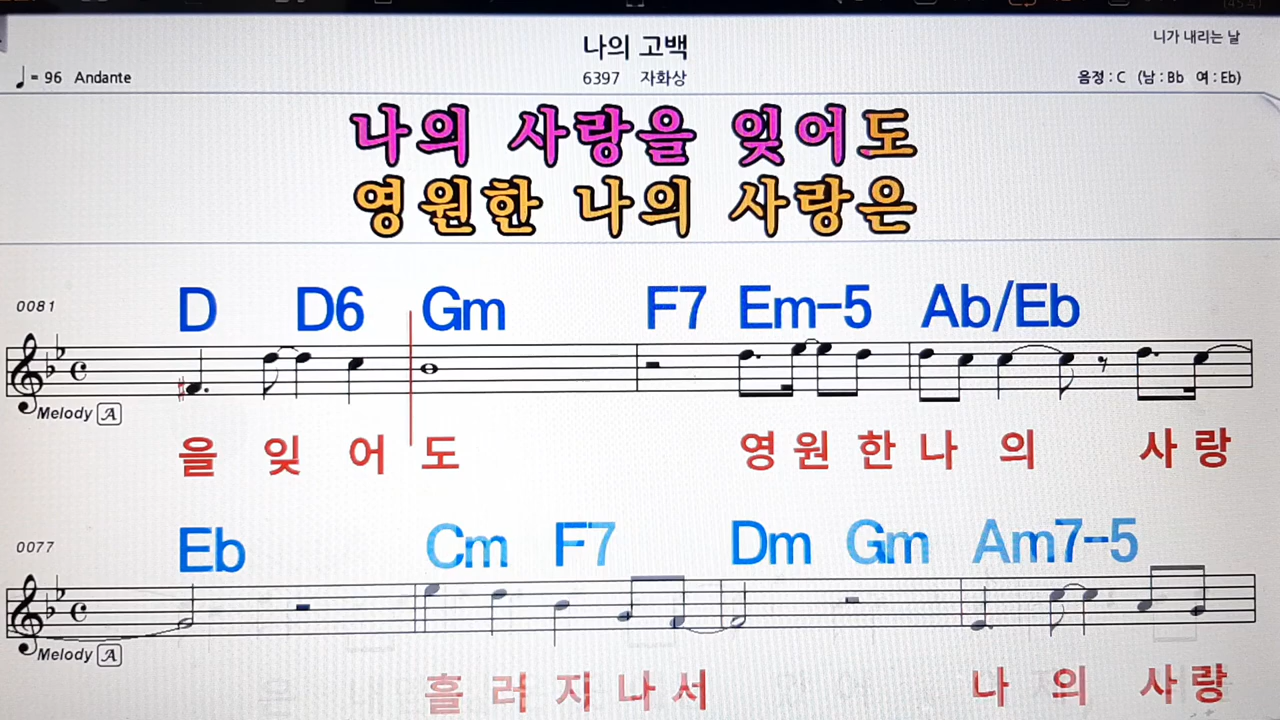 나의 고백
니가 내리는 날
♩= 96 Andante
6397 자화상
음정 : C (남 : Bb 여 : Eb)
나의 사랑을 잊어도
영원한 나의 사랑은
0081
D D6 Gm F7 Em-5 Ab/Eb
Melody A
을 잊 어 도 영 원 한 나 의 사 랑
0077
Eb Cm F7 Dm Gm Am7-5
Melody A
흘 러 지 나 서 나 의 사 랑